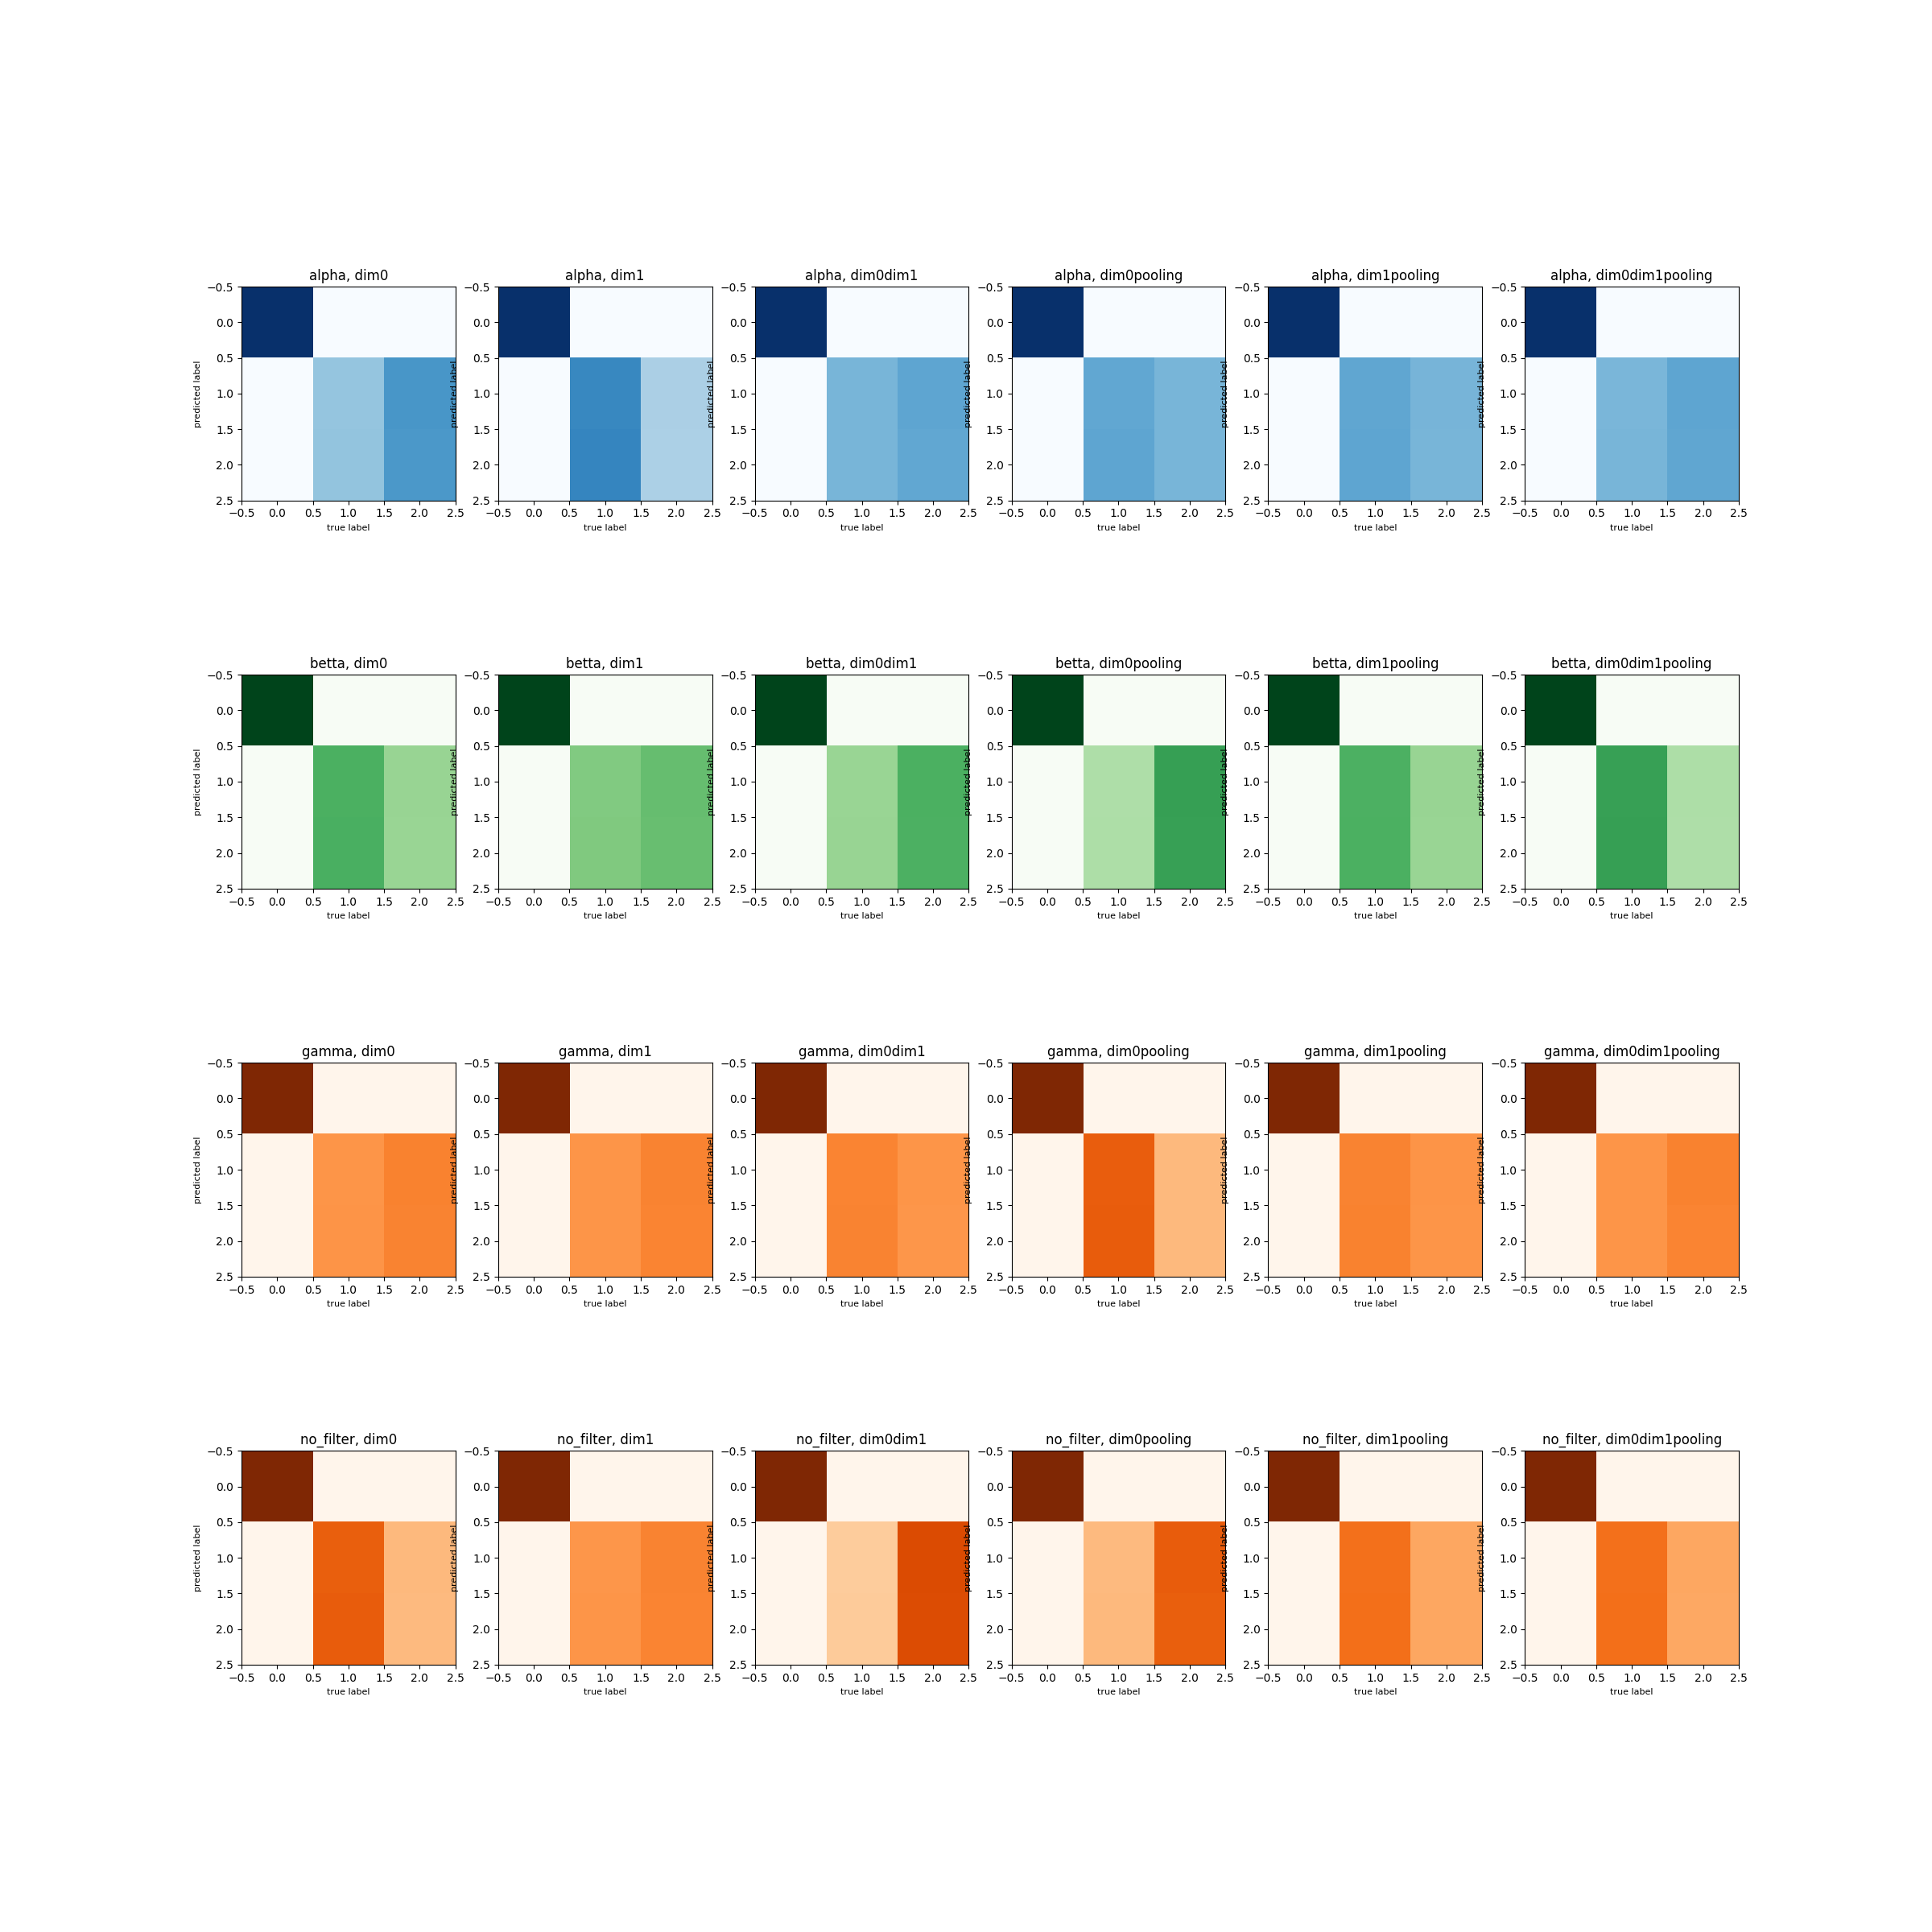 alpha, dim0 alpha, dim1 alpha, dim0dim1 alpha, dim0pooling alpha, dim1pooling alpha, dim0dim1pooling
−0.5 −0.5 −0.5 −0.5 −0.5 −0.5
0.0 0.0 0.0 0.0 0.0 0.0
0.5 0.5 0.5 0.5 0.5 0.5
predicted label predicted label predicted label predicted label predicted label predicted label
1.0 1.0 1.0 1.0 1.0 1.0
1.5 1.5 1.5 1.5 1.5 1.5
2.0 2.0 2.0 2.0 2.0 2.0
2.5 2.5 2.5 2.5 2.5 2.5
−0.5 0.0 0.5 1.0 1.5 2.0 2.5 −0.5 0.0 0.5 1.0 1.5 2.0 2.5 −0.5 0.0 0.5 1.0 1.5 2.0 2.5 −0.5 0.0 0.5 1.0 1.5 2.0 2.5 −0.5 0.0 0.5 1.0 1.5 2.0 2.5 −0.5 0.0 0.5 1.0 1.5 2.0 2.5
true label true label true label true label true label true label
betta, dim0 betta, dim1 betta, dim0dim1 betta, dim0pooling betta, dim1pooling betta, dim0dim1pooling
−0.5 −0.5 −0.5 −0.5 −0.5 −0.5
0.0 0.0 0.0 0.0 0.0 0.0
0.5 0.5 0.5 0.5 0.5 0.5
predicted label predicted label predicted label predicted label predicted label predicted label
1.0 1.0 1.0 1.0 1.0 1.0
1.5 1.5 1.5 1.5 1.5 1.5
2.0 2.0 2.0 2.0 2.0 2.0
2.5 2.5 2.5 2.5 2.5 2.5
−0.5 0.0 0.5 1.0 1.5 2.0 2.5 −0.5 0.0 0.5 1.0 1.5 2.0 2.5 −0.5 0.0 0.5 1.0 1.5 2.0 2.5 −0.5 0.0 0.5 1.0 1.5 2.0 2.5 −0.5 0.0 0.5 1.0 1.5 2.0 2.5 −0.5 0.0 0.5 1.0 1.5 2.0 2.5
true label true label true label true label true label true label
gamma, dim0 gamma, dim1 gamma, dim0dim1 gamma, dim0pooling gamma, dim1pooling gamma, dim0dim1pooling
−0.5 −0.5 −0.5 −0.5 −0.5 −0.5
0.0 0.0 0.0 0.0 0.0 0.0
0.5 0.5 0.5 0.5 0.5 0.5
predicted label predicted label predicted label predicted label predicted label predicted label
1.0 1.0 1.0 1.0 1.0 1.0
1.5 1.5 1.5 1.5 1.5 1.5
2.0 2.0 2.0 2.0 2.0 2.0
2.5 2.5 2.5 2.5 2.5 2.5
−0.5 0.0 0.5 1.0 1.5 2.0 2.5 −0.5 0.0 0.5 1.0 1.5 2.0 2.5 −0.5 0.0 0.5 1.0 1.5 2.0 2.5 −0.5 0.0 0.5 1.0 1.5 2.0 2.5 −0.5 0.0 0.5 1.0 1.5 2.0 2.5 −0.5 0.0 0.5 1.0 1.5 2.0 2.5
true label true label true label true label true label true label
no_filter, dim0 no_filter, dim1 no_filter, dim0dim1 no_filter, dim0pooling no_filter, dim1pooling no_filter, dim0dim1pooling
−0.5 −0.5 −0.5 −0.5 −0.5 −0.5
0.0 0.0 0.0 0.0 0.0 0.0
0.5 0.5 0.5 0.5 0.5 0.5
predicted label predicted label predicted label predicted label predicted label predicted label
1.0 1.0 1.0 1.0 1.0 1.0
1.5 1.5 1.5 1.5 1.5 1.5
2.0 2.0 2.0 2.0 2.0 2.0
2.5 2.5 2.5 2.5 2.5 2.5
−0.5 0.0 0.5 1.0 1.5 2.0 2.5 −0.5 0.0 0.5 1.0 1.5 2.0 2.5 −0.5 0.0 0.5 1.0 1.5 2.0 2.5 −0.5 0.0 0.5 1.0 1.5 2.0 2.5 −0.5 0.0 0.5 1.0 1.5 2.0 2.5 −0.5 0.0 0.5 1.0 1.5 2.0 2.5
true label true label true label true label true label true label